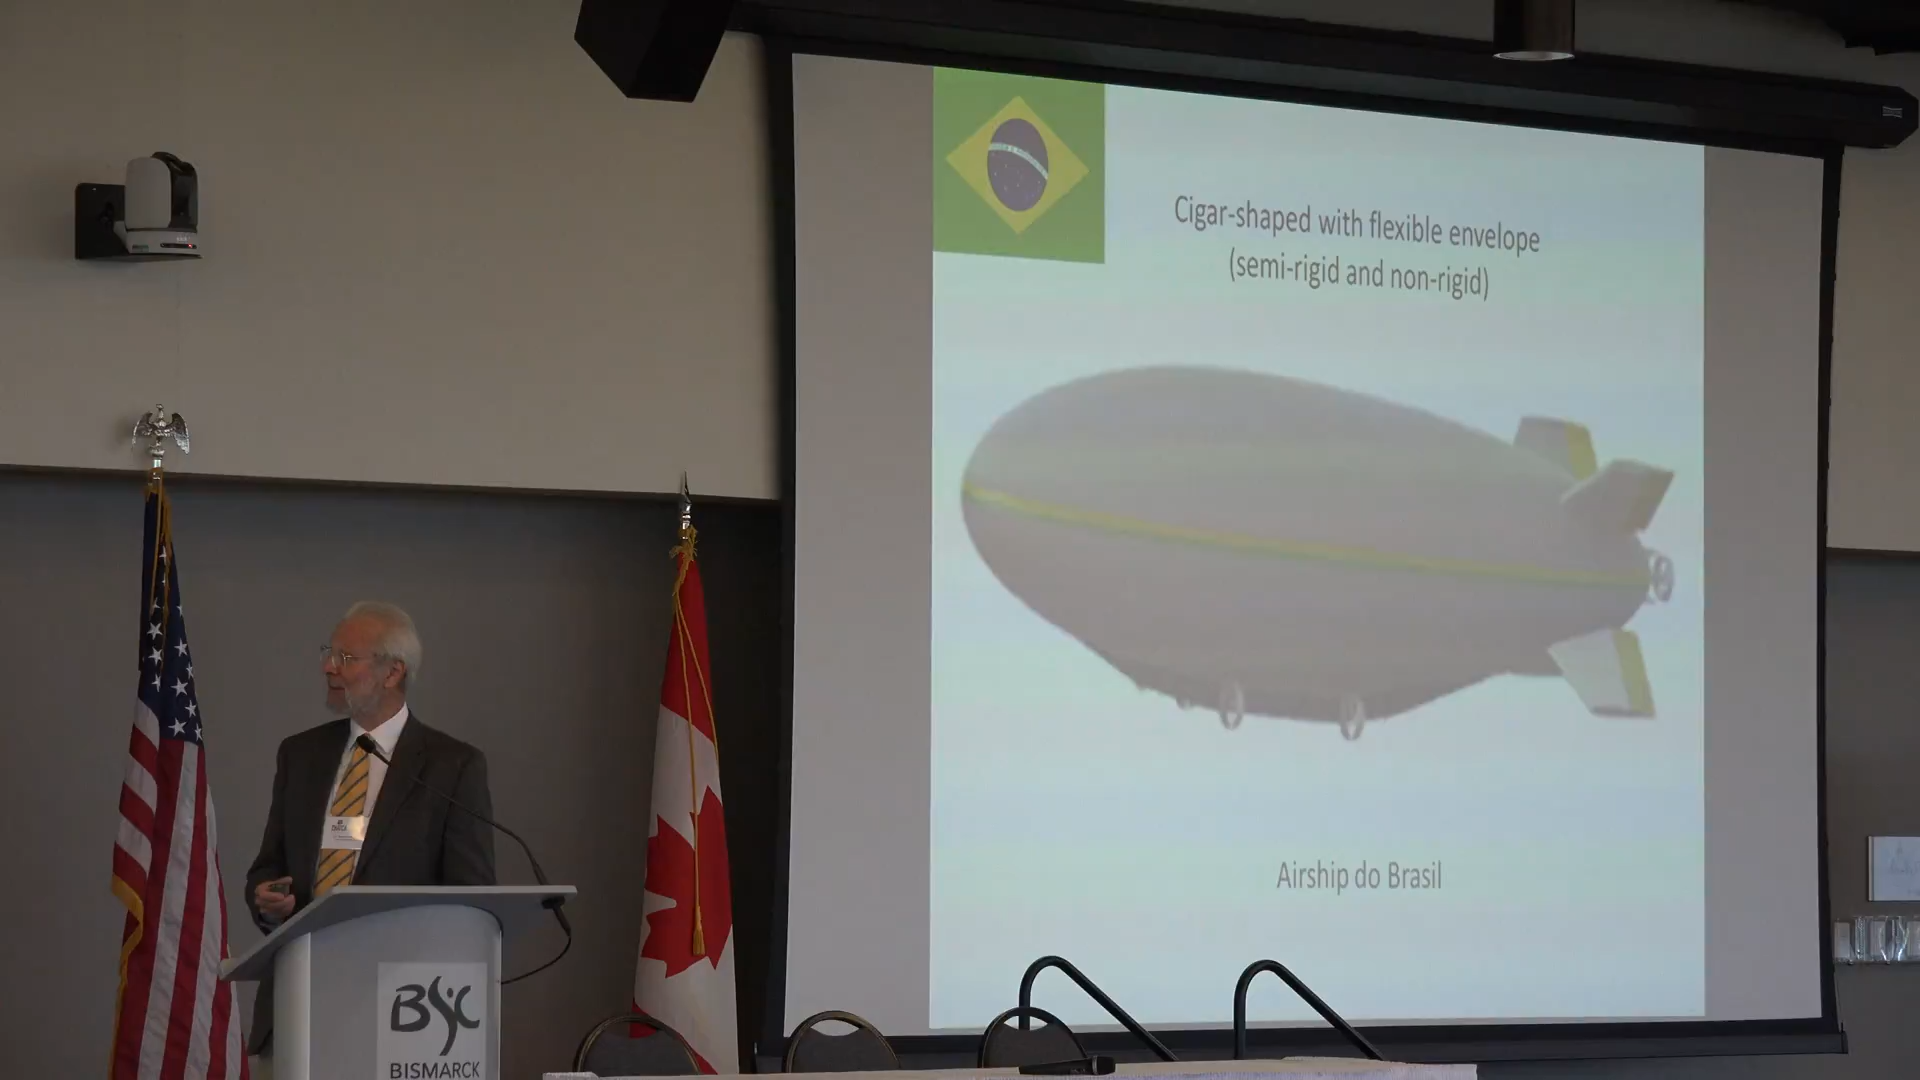 Cigar-shaped with flexible envelope
(semi-rigid and non-rigid)
Airship do Brasil
BSC
BISMARCK